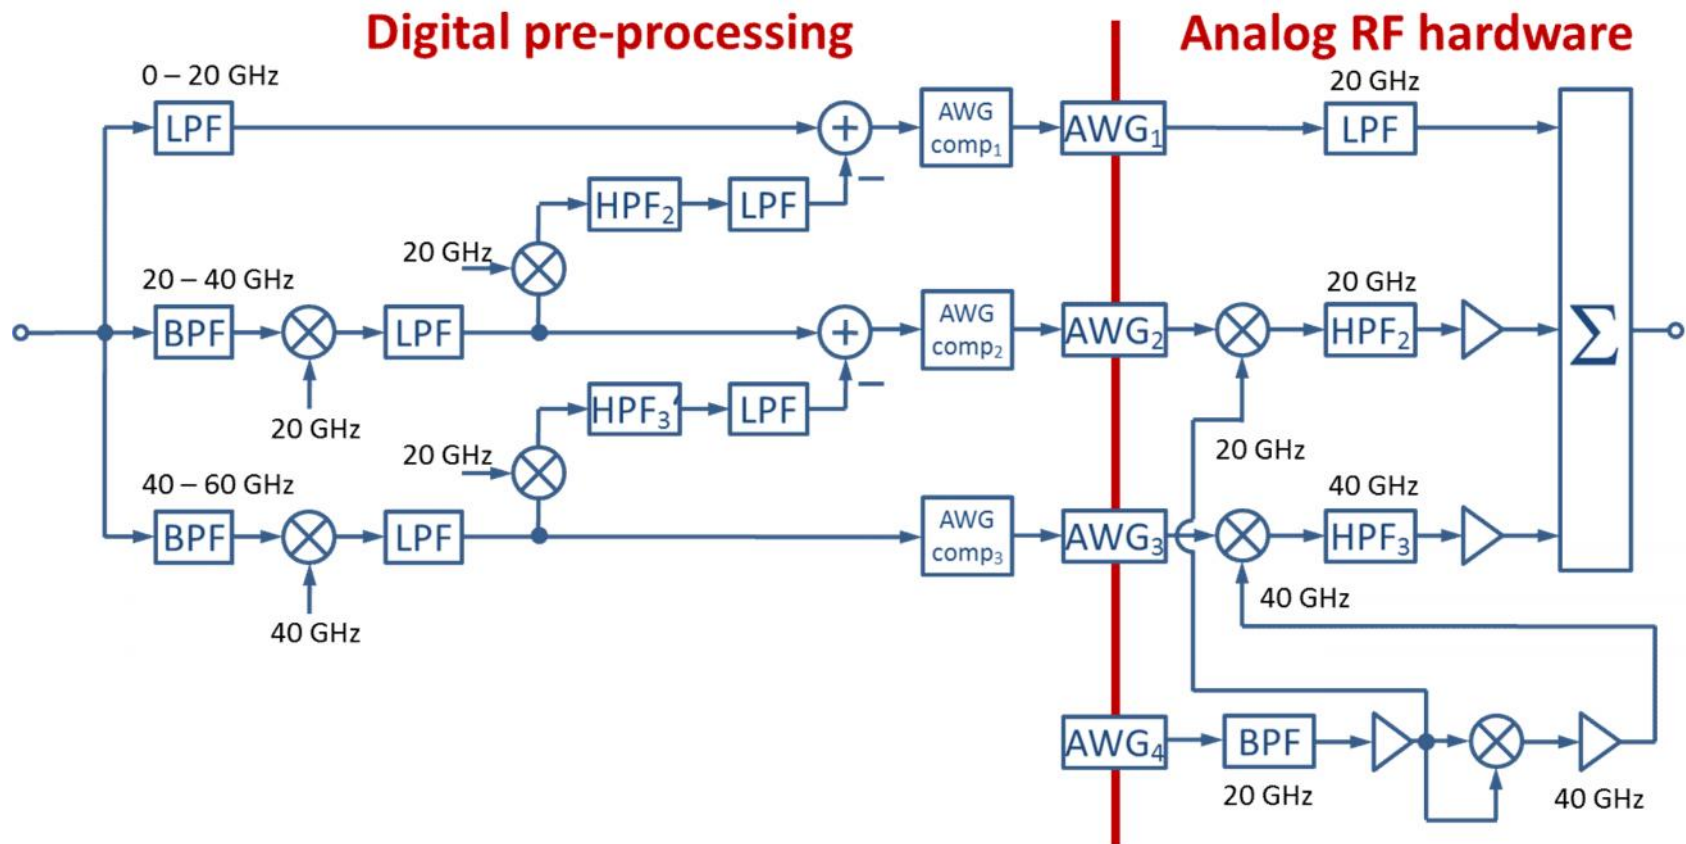 Digital pre-processing
Analog RF hardware
0 – 20 GHz
LPF
+
AWG
comp1
AWG1
20 GHz
LPF
HPF2
LPF
–
20 GHz
20 – 40 GHz
BPF
20 GHz
LPF
+
AWG
comp2
AWG2
20 GHz
HPF2
Σ
HPF3′
LPF
–
20 GHz
20 GHz
40 – 60 GHz
BPF
40 GHz
LPF
AWG
comp3
AWG3
40 GHz
HPF3
40 GHz
AWG4
BPF
20 GHz
40 GHz